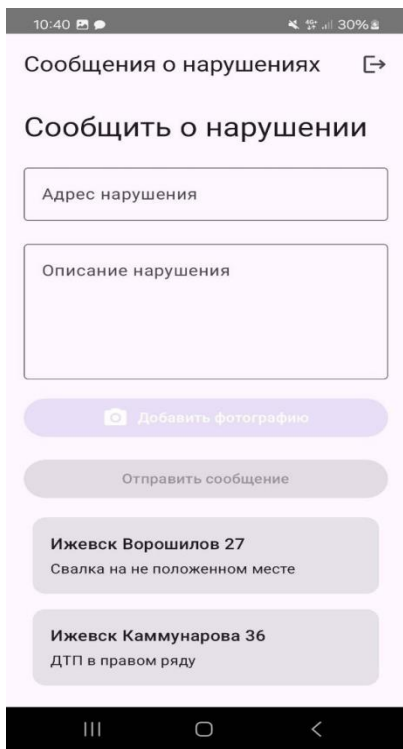 10:40
4G+
30%
Сообщения о нарушениях
Сообщить о нарушении
Адрес нарушения
Описание нарушения
Добавить фотографию
Отправить сообщение
Ижевск Ворошилов 27
Свалка на не положенном месте
Ижевск Каммунарова 36
ДТП в правом ряду